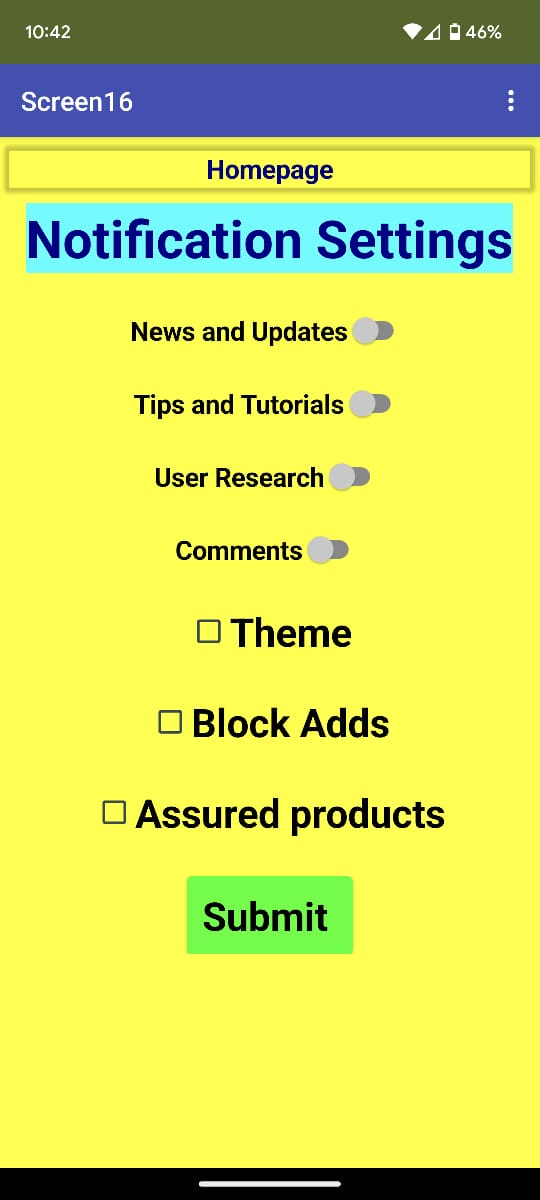 10:42
46%
Screen16
Homepage
Notification Settings
News and Updates
Tips and Tutorials
User Research
Comments
Theme
Block Adds
Assured products
Submit